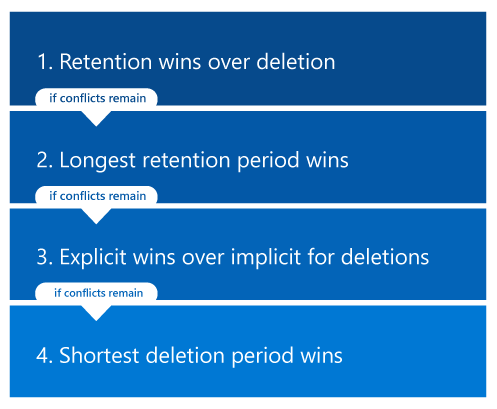 1. Retention wins over deletion
if conflicts remain
2. Longest retention period wins
if conflicts remain
3. Explicit wins over implicit for deletions
if conflicts remain
4. Shortest deletion period wins